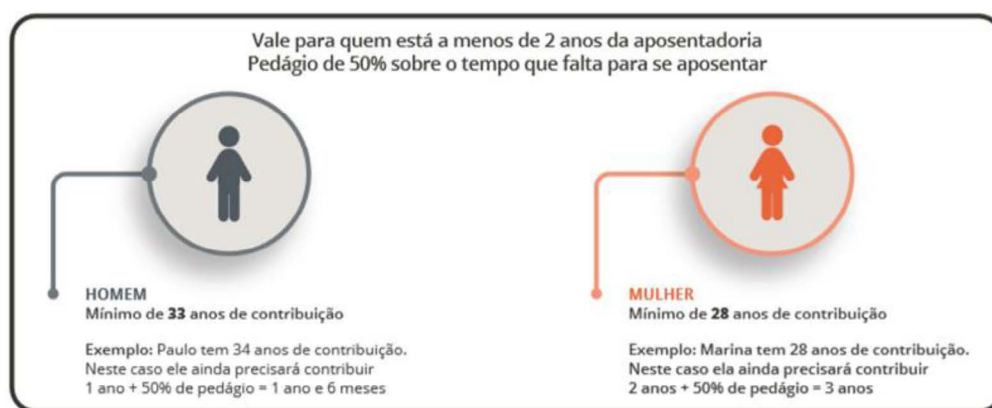 Vale para quem está a menos de 2 anos da aposentadoria
Pedágio de 50% sobre o tempo que falta para se aposentar
HOMEM
Mínimo de 33 anos de contribuição
Exemplo: Paulo tem 34 anos de contribuição.
Neste caso ele ainda precisará contribuir
1 ano + 50% de pedágio = 1 ano e 6 meses
MULHER
Mínimo de 28 anos de contribuição
Exemplo: Marina tem 28 anos de contribuição.
Neste caso ela ainda precisará contribuir
2 anos + 50% de pedágio = 3 anos